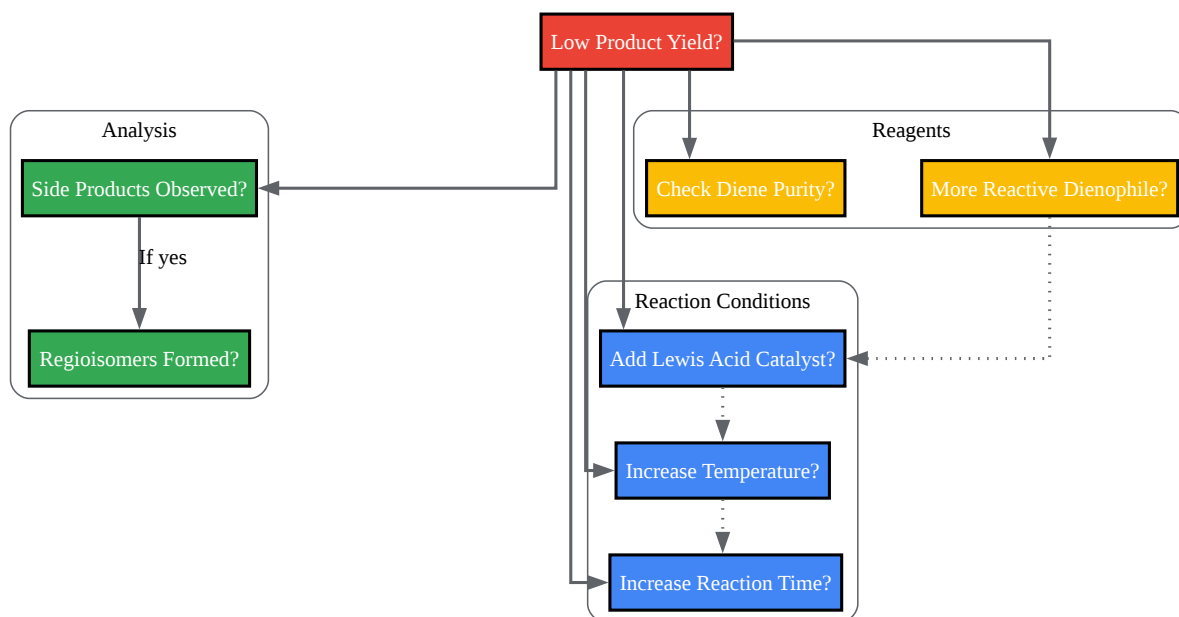 Low Product Yield?
Analysis
Reagents
Side Products Observed?
Check Diene Purity?
More Reactive Dienophile?
If yes
Reaction Conditions
Regioisomers Formed?
Add Lewis Acid Catalyst?
Increase Temperature?
Increase Reaction Time?